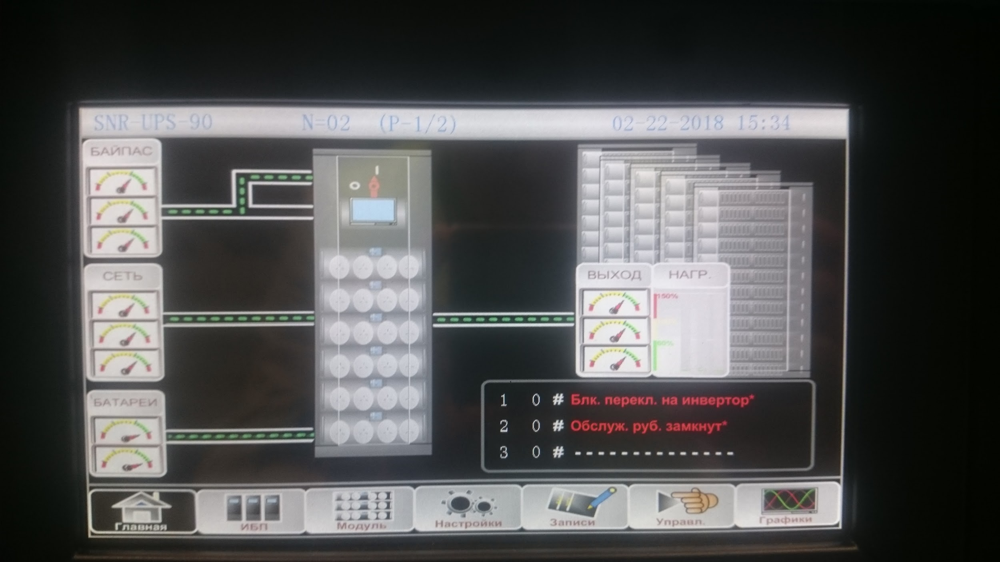 SNR-UPS-90 N=02 (P-1/2) 02-22-2018 15:34
БАЙПАС
СЕТЬ
БАТАРЕИ
ВЫХОД НАГР.
150%
60%
1 0 # Блк. перекл. на инвертор*
2 0 # Обслуж. руб. замкнут*
3 0 # - - - - - - - - - - - - - -
Главная ИБП Модуль Настройки Записи Управл. Графики